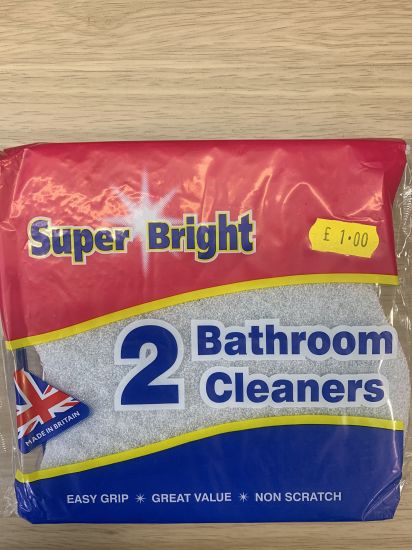 Super Bright
£ 1·00
2 Bathroom
Cleaners
MADE IN BRITAIN
EASY GRIP ✳ GREAT VALUE ✳ NON SCRATCH